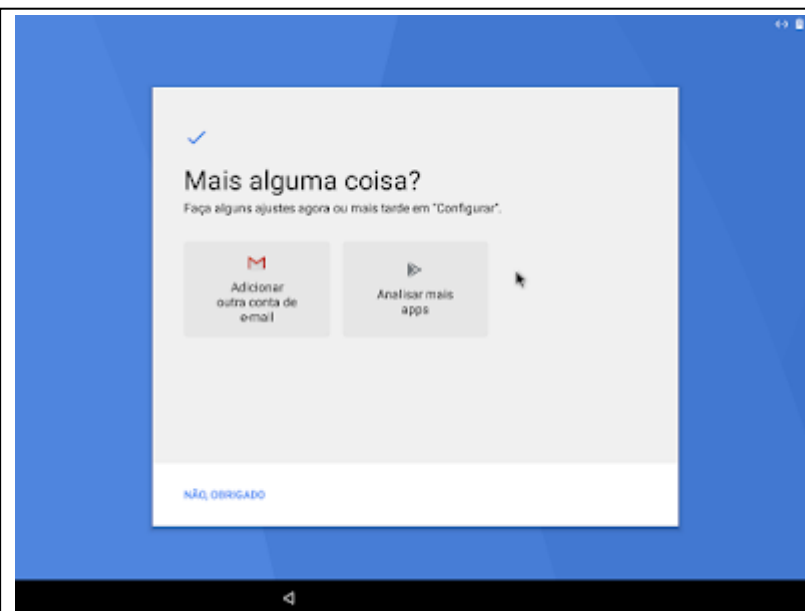 Mais alguma coisa?
Faça alguns ajustes agora ou mais tarde em "Configurar".
Adicionar
outra conta de
e-mail
Analisar mais
apps
NÃO, OBRIGADO